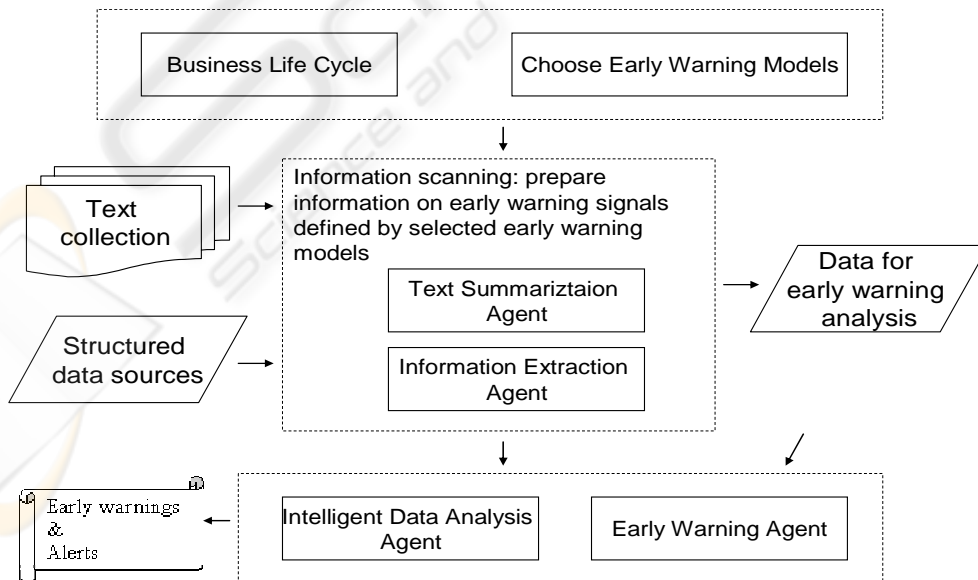 Business Life Cycle
Choose Early Warning Models
Text
collection
Information scanning: prepare
information on early warning signals
defined by selected early warning
models
Text Summariztaion
Agent
Information Extraction
Agent
Structured
data sources
Data for
early warning
analysis
Early warnings
&
Alerts
Intelligent Data Analysis
Agent
Early Warning Agent
Science and